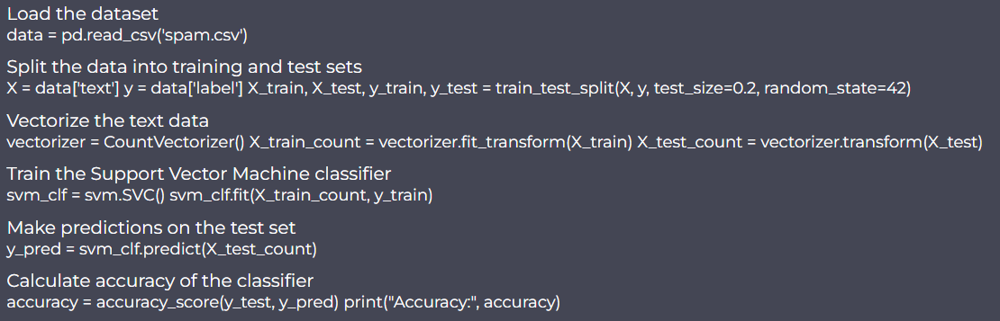 Load the dataset
data = pd.read_csv('spam.csv')
Split the data into training and test sets
X = data['text'] y = data['label'] X_train, X_test, y_train, y_test = train_test_split(X, y, test_size=0.2, random_state=42)
Vectorize the text data
vectorizer = CountVectorizer() X_train_count = vectorizer.fit_transform(X_train) X_test_count = vectorizer.transform(X_test)
Train the Support Vector Machine classifier
svm_clf = svm.SVC() svm_clf.fit(X_train_count, y_train)
Make predictions on the test set
y_pred = svm_clf.predict(X_test_count)
Calculate accuracy of the classifier
accuracy = accuracy_score(y_test, y_pred) print("Accuracy:", accuracy)